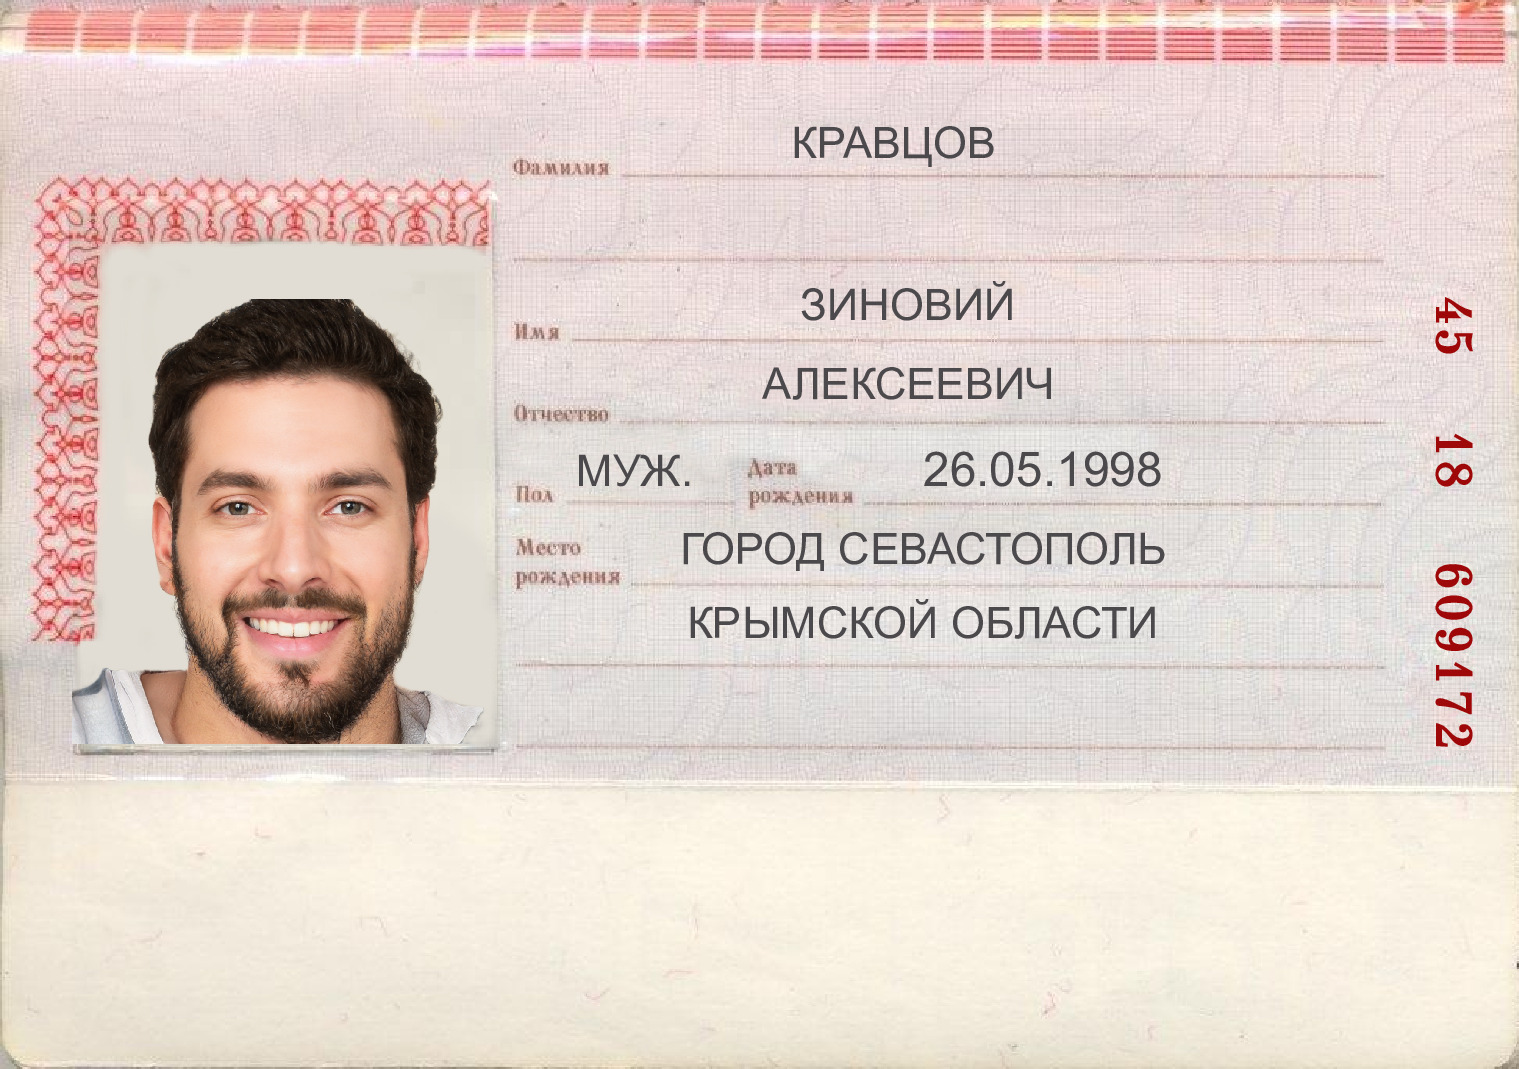 КРАВЦОВ
Фамилия
ЗИНОВИЙ
Имя
АЛЕКСЕЕВИЧ
Отчество
МУЖ. Дата 26.05.1998
Пол рождения
Место ГОРОД СЕВАСТОПОЛЬ
рождения
КРЫМСКОЙ ОБЛАСТИ
45 18 609172